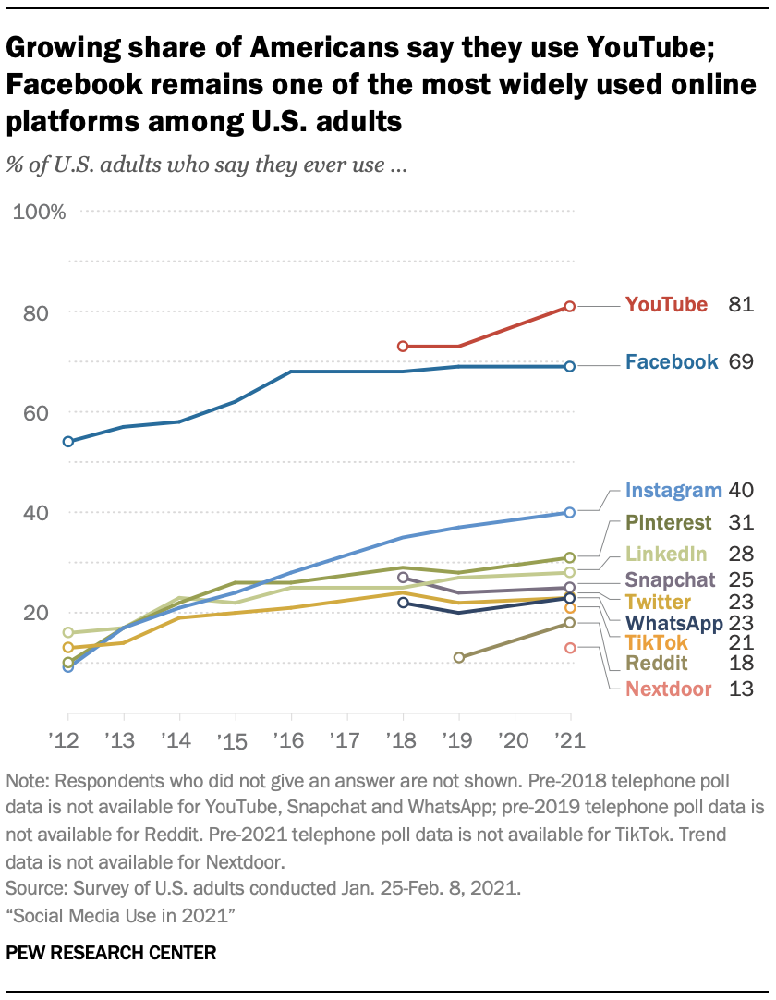 Growing share of Americans say they use YouTube;
Facebook remains one of the most widely used online
platforms among U.S. adults
% of U.S. adults who say they ever use ...
100%
80
60
40
20
YouTube 81
Facebook 69
Instagram 40
Pinterest 31
LinkedIn 28
Snapchat 25
Twitter 23
WhatsApp 23
TikTok 21
Reddit 18
Nextdoor 13
'12 '13 '14 '15 '16 '17 '18 '19 '20 '21
Note: Respondents who did not give an answer are not shown. Pre-2018 telephone poll
data is not available for YouTube, Snapchat and WhatsApp; pre-2019 telephone poll data is
not available for Reddit. Pre-2021 telephone poll data is not available for TikTok. Trend
data is not available for Nextdoor.
Source: Survey of U.S. adults conducted Jan. 25-Feb. 8, 2021.
“Social Media Use in 2021”
PEW RESEARCH CENTER